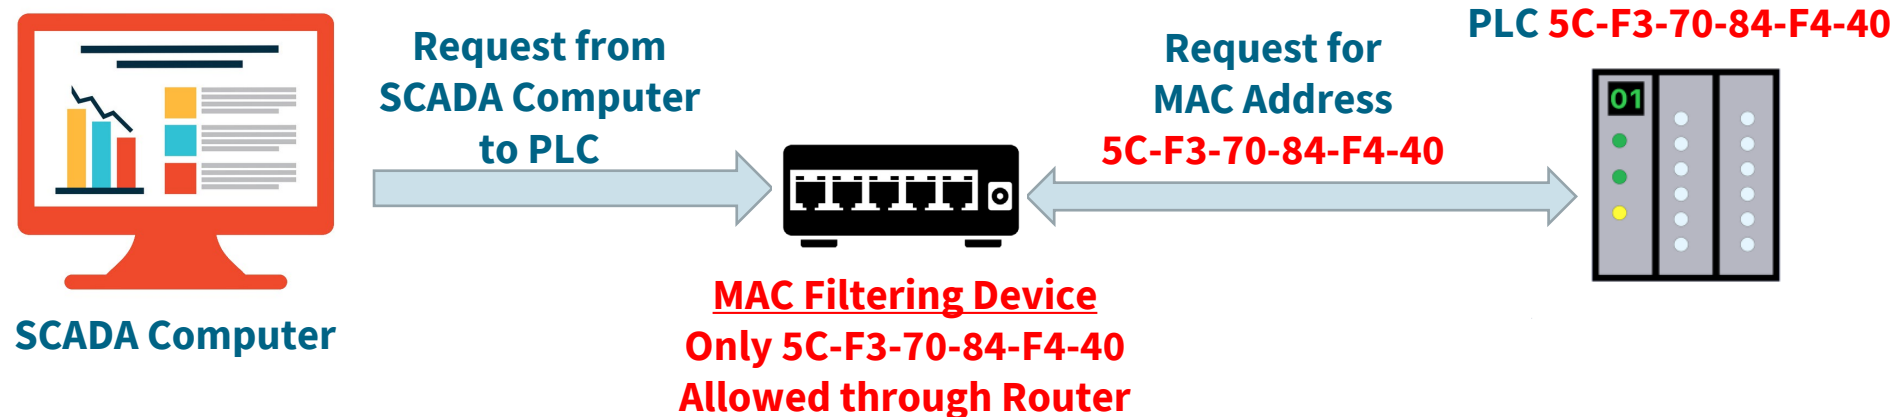 Request from
SCADA Computer
to PLC
Request for
MAC Address
5C-F3-70-84-F4-40
PLC 5C-F3-70-84-F4-40
01
SCADA Computer
MAC Filtering Device
Only 5C-F3-70-84-F4-40
Allowed through Router